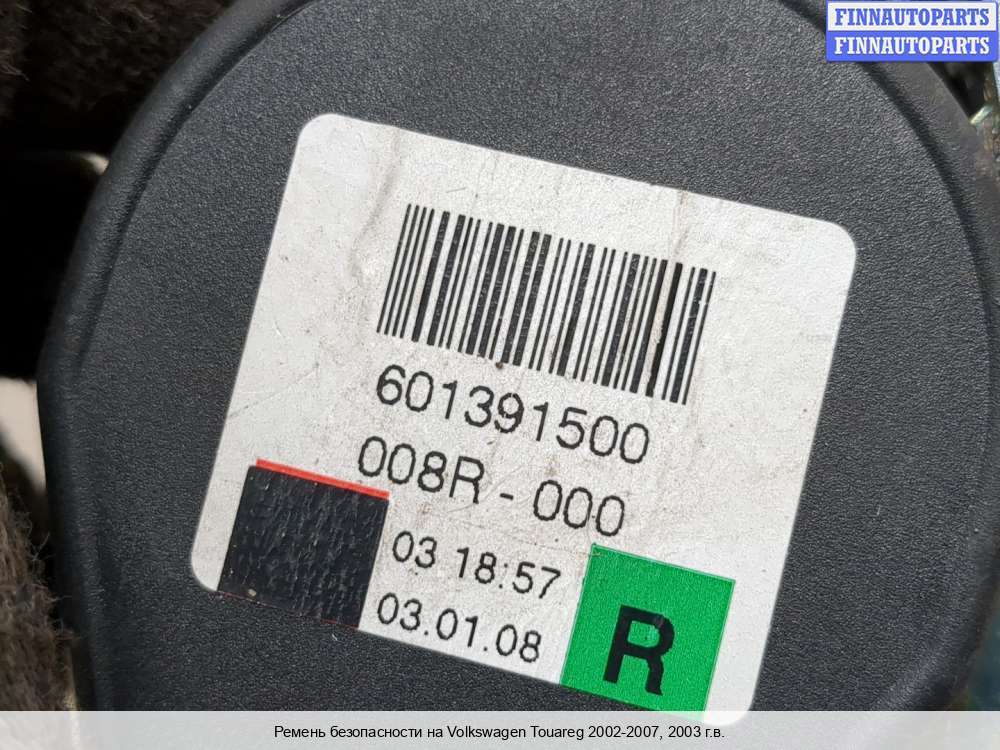 FINNAUTOPARTS
FINNAUTOPARTS
601391500
008R - 000
03 18:57
03.01.08
R
Ремень безопасности на Volkswagen Touareg 2002-2007, 2003 г.в.